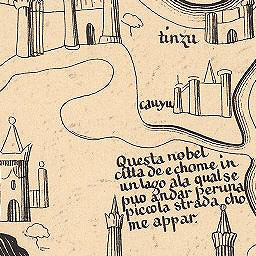 tinzu
cauyu
Questa nobel
citta de e chome in
un lago ala qual se
puo andar per una
piccola strada cho
me appar.